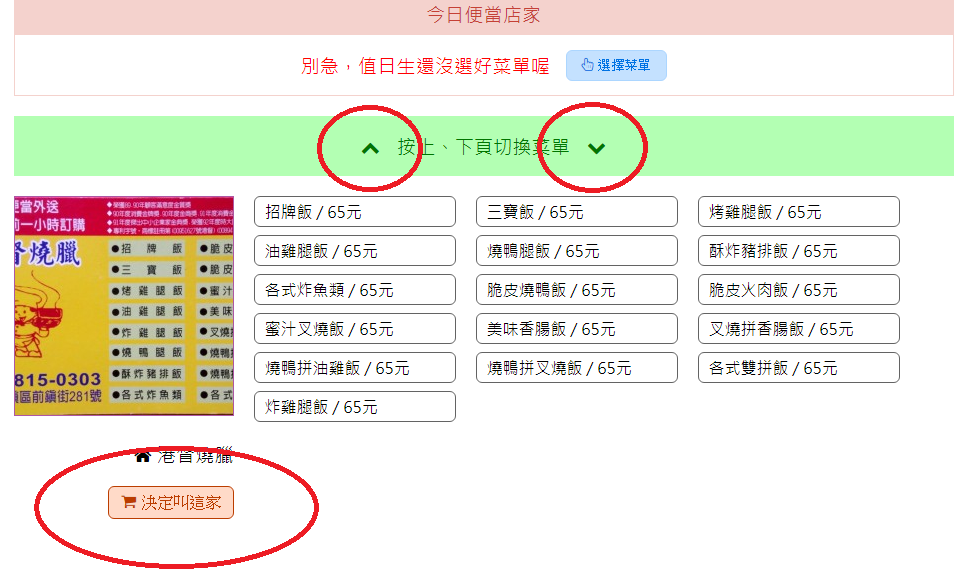 今日便當店家
別急，值日生還沒選好菜單喔 選擇菜單
按上、下頁切換菜單
招牌飯 / 65元 三寶飯 / 65元 烤雞腿飯 / 65元
油雞腿飯 / 65元 燒鴨腿飯 / 65元 酥炸豬排飯 / 65元
各式炸魚類 / 65元 脆皮燒鴨飯 / 65元 脆皮火肉飯 / 65元
蜜汁叉燒飯 / 65元 美味香腸飯 / 65元 叉燒拼香腸飯 / 65元
燒鴨拼油雞飯 / 65元 燒鴨拼叉燒飯 / 65元 各式雙拼飯 / 65元
炸雞腿飯 / 65元
便當外送
前一小時訂購
燒臘
●招牌飯 ●脆皮
●三寶飯 ●脆皮
●烤雞腿飯 ●蜜汁
●油雞腿飯 ●美味
●炸雞腿飯 ●叉燒
●燒鴨腿飯 ●燒鴨
●酥炸豬排飯 ●燒鴨
●各式炸魚類 ●各式
815-0303
鎮區前鎮街281號
港香燒臘
決定叫這家